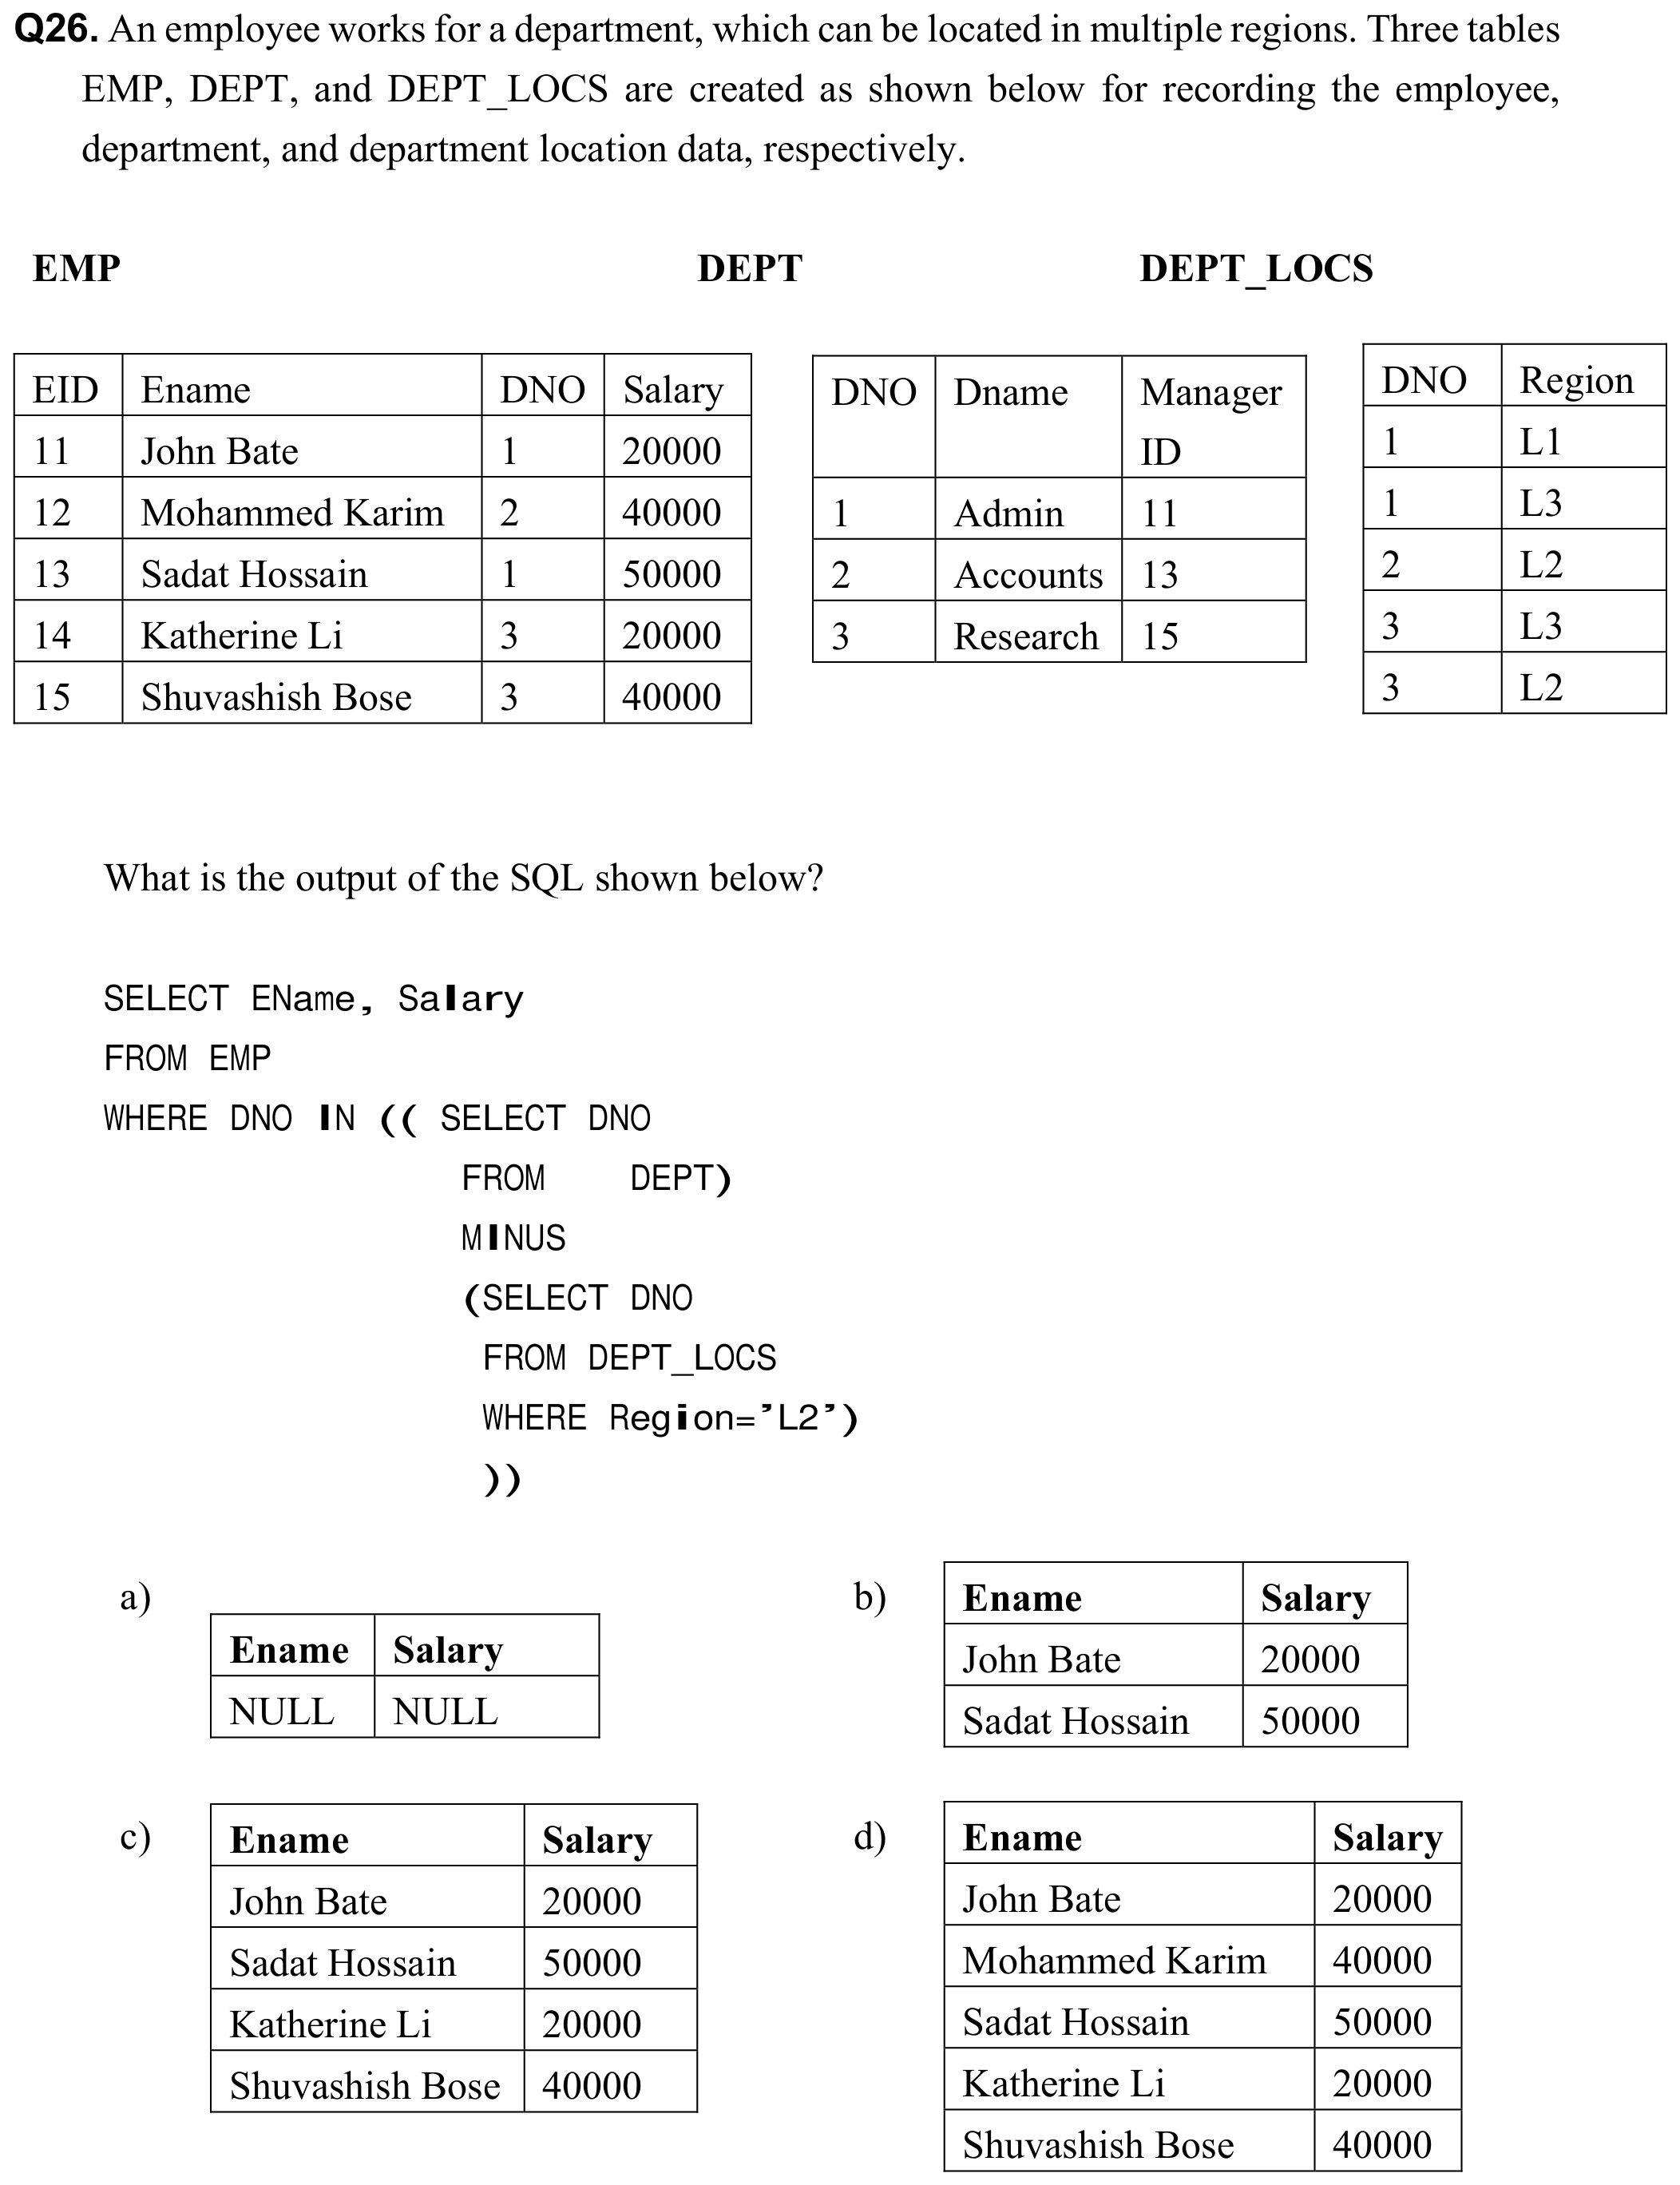 Q26. An employee works for a department, which can be located in multiple regions. Three tables
EMP, DEPT, and DEPT_LOCS are created as shown below for recording the employee,
department, and department location data, respectively.
EMP DEPT DEPT_LOCS
EID Ename DNO Salary
11 John Bate 1 20000
12 Mohammed Karim 2 40000
13 Sadat Hossain 1 50000
14 Katherine Li 3 20000
15 Shuvashish Bose 3 40000
DNO Dname Manager
ID
1 Admin 11
2 Accounts 13
3 Research 15
DNO Region
1 L1
1 L3
2 L2
3 L3
3 L2
What is the output of the SQL shown below?
SELECT EName, Salary
FROM EMP
WHERE DNO IN (( SELECT DNO
FROM DEPT)
MINUS
(SELECT DNO
FROM DEPT_LOCS
WHERE Region=’L2’)
))
a)
Ename Salary
NULL NULL
b)
Ename Salary
John Bate 20000
Sadat Hossain 50000
c)
Ename Salary
John Bate 20000
Sadat Hossain 50000
Katherine Li 20000
Shuvashish Bose 40000
d)
Ename Salary
John Bate 20000
Mohammed Karim 40000
Sadat Hossain 50000
Katherine Li 20000
Shuvashish Bose 40000